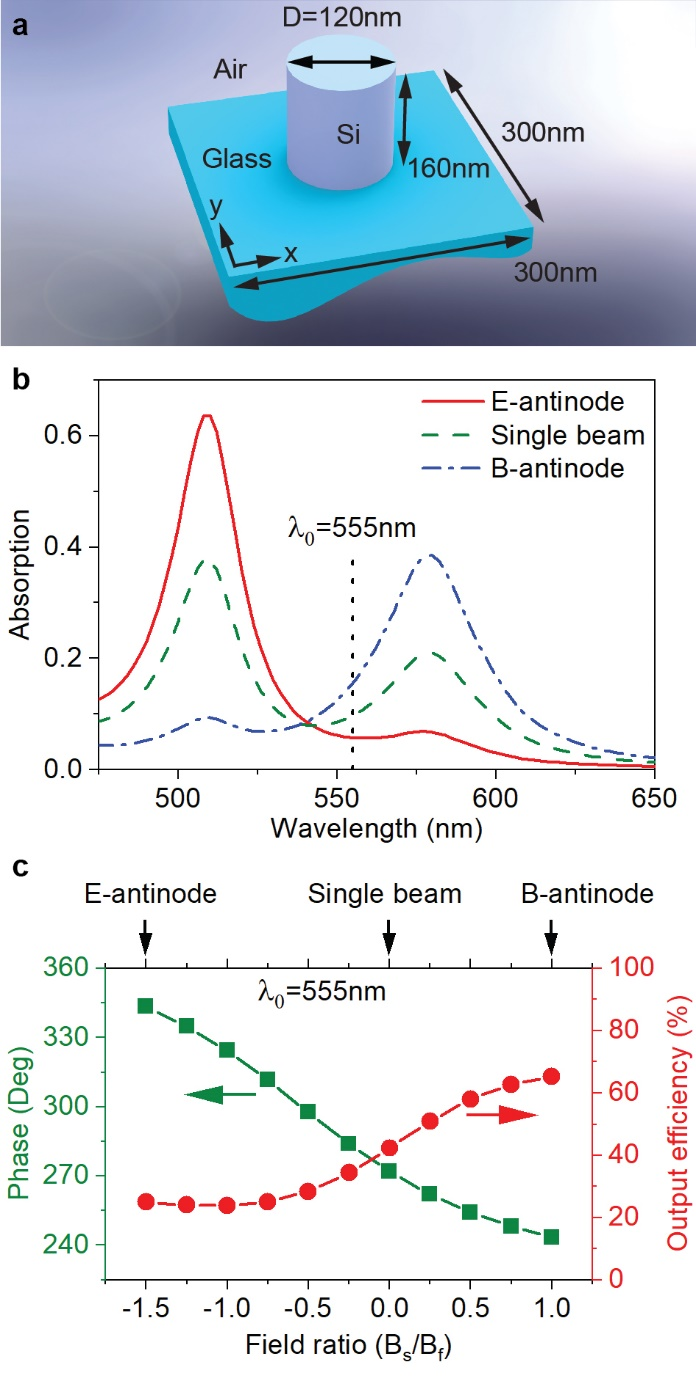 a
D=120nm
Air
Si
Glass
160nm
300nm
y
x
300nm
b
Absorption
0.6
0.4
0.2
0.0
E-antinode
Single beam
B-antinode
λ₀=555nm
500 550 600 650
Wavelength (nm)
c
E-antinode Single beam B-antinode
λ₀=555nm
Phase (Deg)
360
330
300
270
240
100
80
60
40
20
0
Output efficiency (%)
-1.5 -1.0 -0.5 0.0 0.5 1.0
Field ratio (Bₛ/B_f)